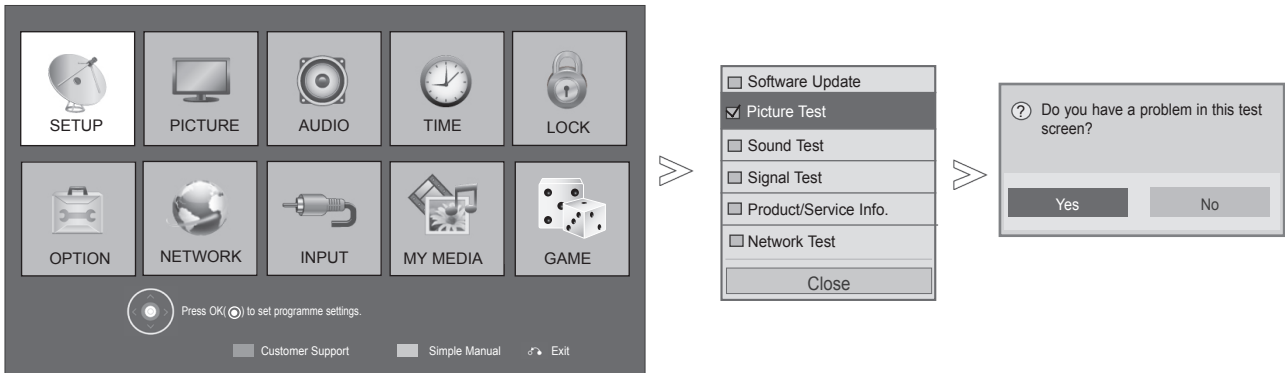 SETUP
PICTURE
AUDIO
TIME
LOCK
OPTION
NETWORK
INPUT
MY MEDIA
GAME
Press OK(◉) to set programme settings.
Customer Support
Simple Manual
Exit
Software Update
Picture Test
Sound Test
Signal Test
Product/Service Info.
Network Test
Close
? Do you have a problem in this test
screen?
Yes
No